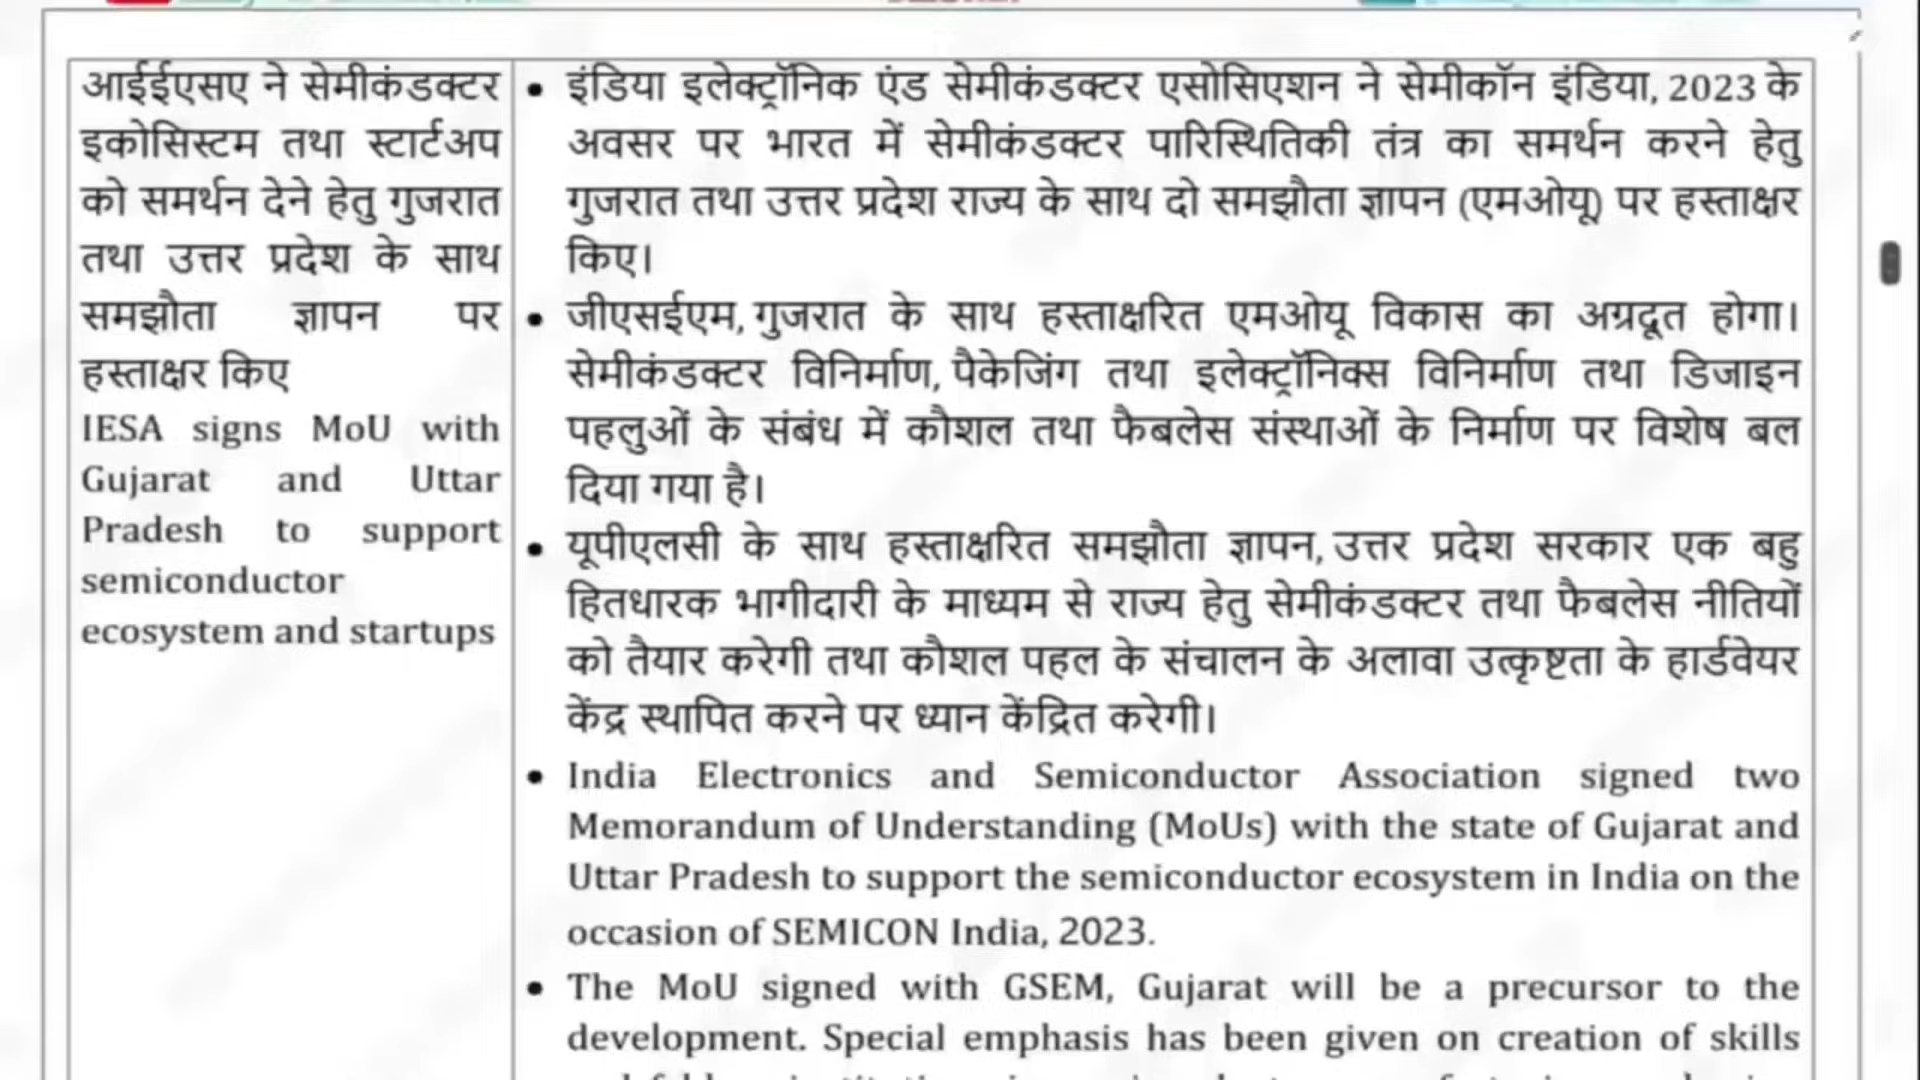 आईईएसए ने सेमीकंडक्टर
इकोसिस्टम तथा स्टार्टअप
को समर्थन देने हेतु गुजरात
तथा उत्तर प्रदेश के साथ
समझौता ज्ञापन पर
हस्ताक्षर किए
IESA signs MoU with
Gujarat and Uttar
Pradesh to support
semiconductor
ecosystem and startups
• इंडिया इलेक्ट्रॉनिक एंड सेमीकंडक्टर एसोसिएशन ने सेमीकॉन इंडिया, 2023 के
अवसर पर भारत में सेमीकंडक्टर पारिस्थितिकी तंत्र का समर्थन करने हेतु
गुजरात तथा उत्तर प्रदेश राज्य के साथ दो समझौता ज्ञापन (एमओयू) पर हस्ताक्षर
किए।
• जीएसईएम, गुजरात के साथ हस्ताक्षरित एमओयू विकास का अग्रदूत होगा।
सेमीकंडक्टर विनिर्माण, पैकेजिंग तथा इलेक्ट्रॉनिक्स विनिर्माण तथा डिजाइन
पहलुओं के संबंध में कौशल तथा फैबलेस संस्थाओं के निर्माण पर विशेष बल
दिया गया है।
• यूपीएलसी के साथ हस्ताक्षरित समझौता ज्ञापन, उत्तर प्रदेश सरकार एक बहु
हितधारक भागीदारी के माध्यम से राज्य हेतु सेमीकंडक्टर तथा फैबलेस नीतियों
को तैयार करेगी तथा कौशल पहल के संचालन के अलावा उत्कृष्टता के हार्डवेयर
केंद्र स्थापित करने पर ध्यान केंद्रित करेगी।
• India Electronics and Semiconductor Association signed two
Memorandum of Understanding (MoUs) with the state of Gujarat and
Uttar Pradesh to support the semiconductor ecosystem in India on the
occasion of SEMICON India, 2023.
• The MoU signed with GSEM, Gujarat will be a precursor to the
development. Special emphasis has been given on creation of skills